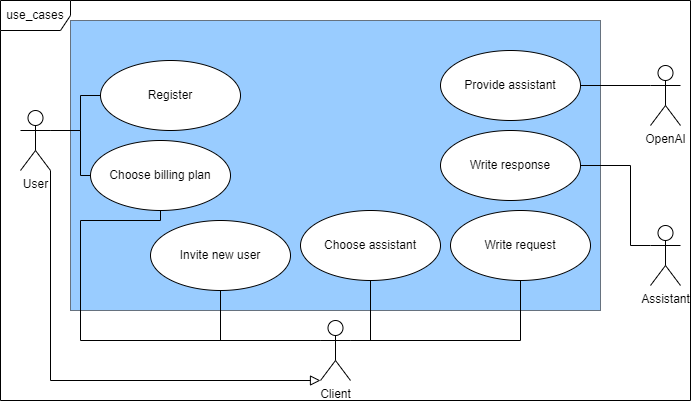 use_cases
Register
Provide assistant
User
OpenAI
Choose billing plan
Write response
Invite new user
Choose assistant
Write request
Assistant
Client